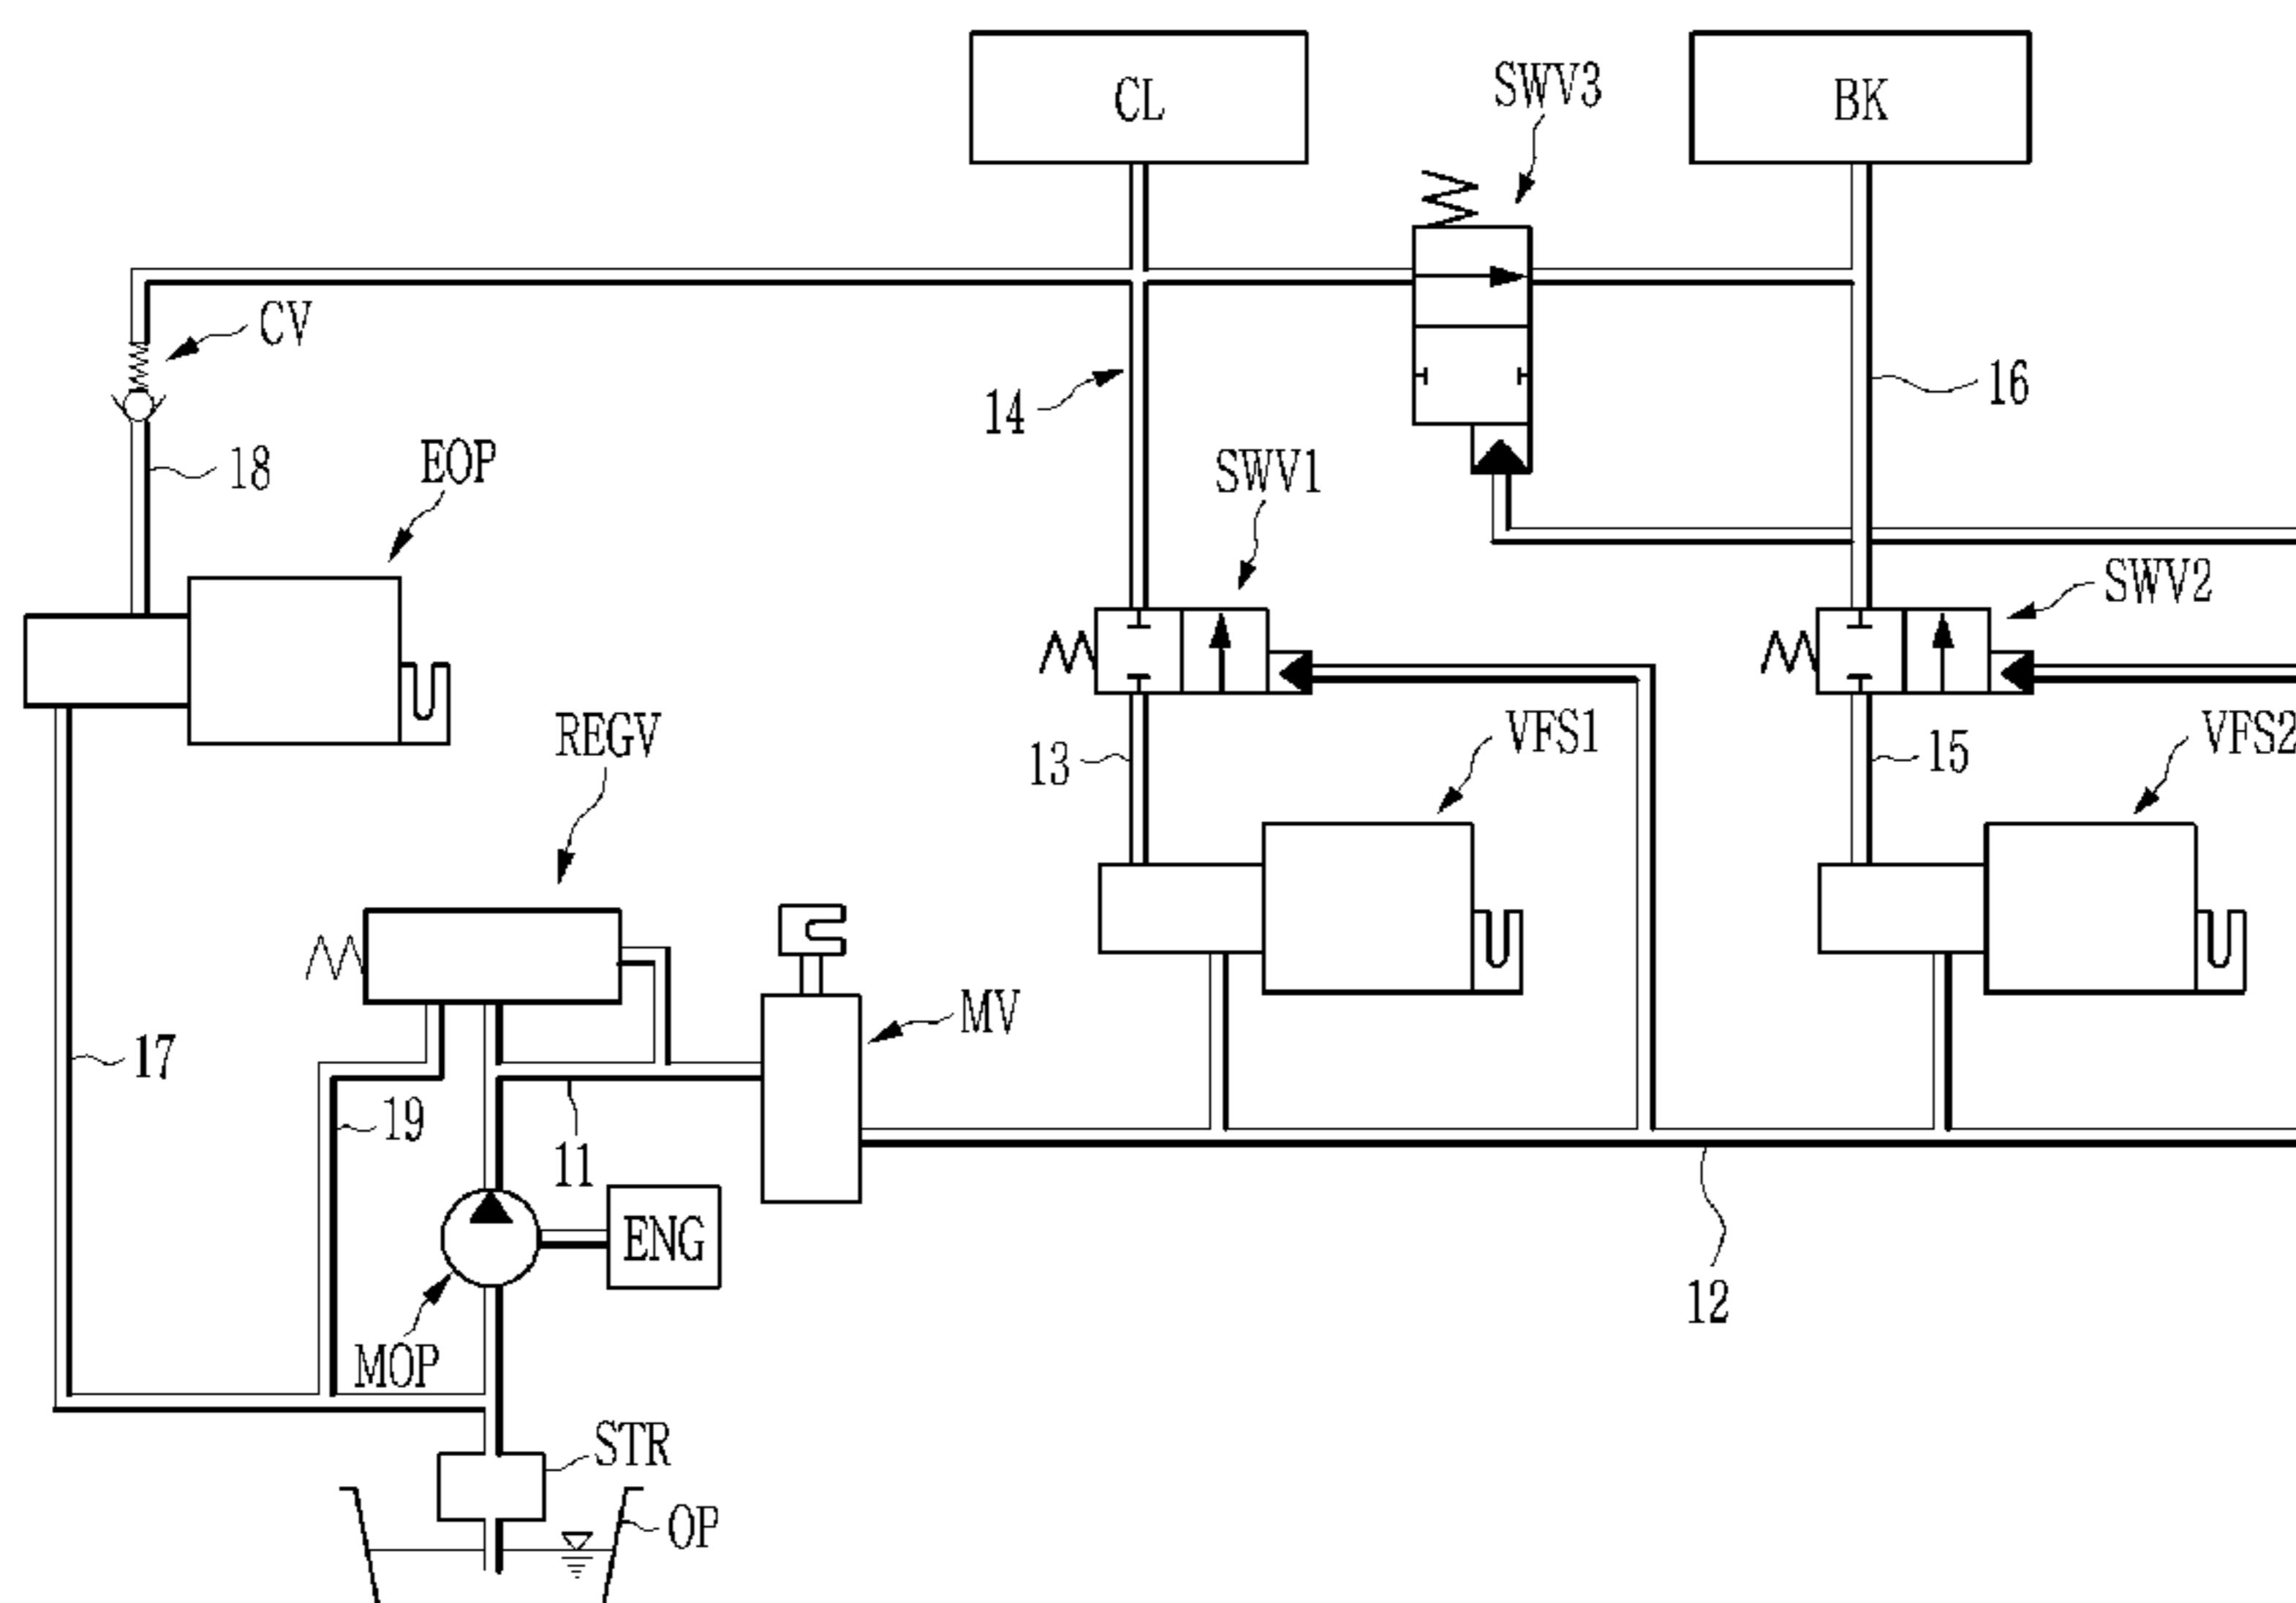 CL
SWV3
BK
CV
14
16
18
EOP
SWV1
SWV2
REGV
13
VFS1
15
VFS2
17
MV
19
11
ENG
12
MOP
STR
OP